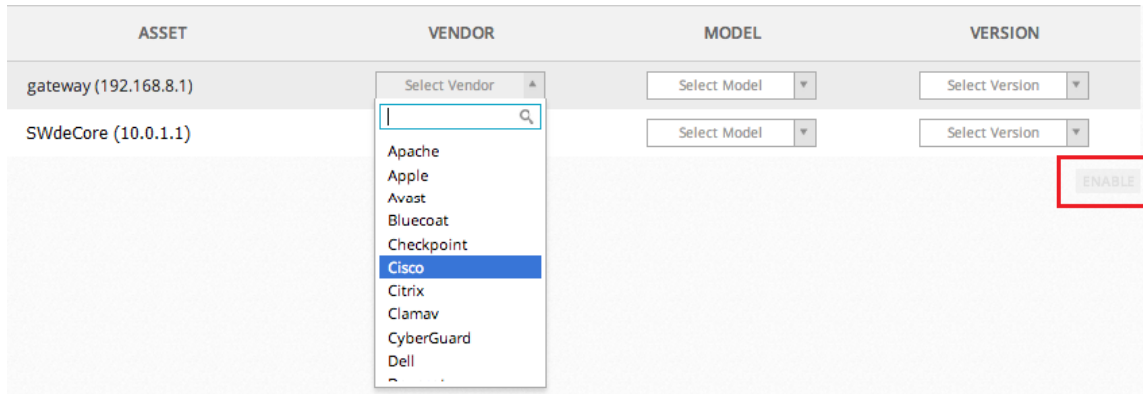 ASSET VENDOR MODEL VERSION
gateway (192.168.8.1) Select Vendor Select Model Select Version
SWdeCore (10.0.1.1) Select Model Select Version
Apache
Apple
Avast
Bluecoat
Checkpoint
Cisco
Citrix
Clamav
CyberGuard
Dell
ENABLE